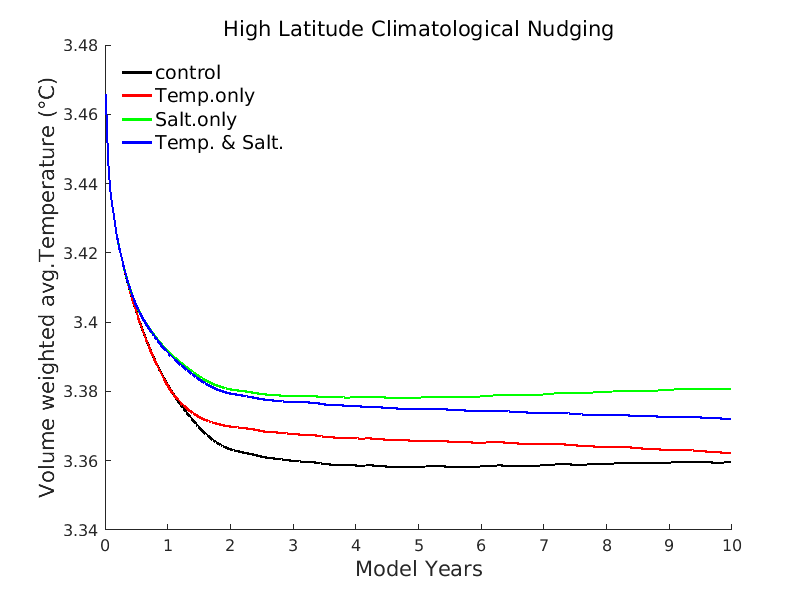 High Latitude Climatological Nudging
3.48
3.46
3.44
3.42
3.4
3.38
3.36
3.34
Volume weighted avg.Temperature (°C)
control
Temp.only
Salt.only
Temp. & Salt.
0 1 2 3 4 5 6 7 8 9 10
Model Years